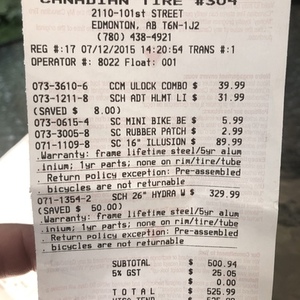 CANADIAN TIRE #304
2110-101st STREET
EDMONTON, AB T6N-1J2
(780) 438-4921
REG #:17 07/12/2015 14:20:54 TRANS #:1
OPERATOR #: 8022 Float: 001
073-3610-6 CCM ULOCK COMBO $ 39.99
073-1211-8 SCH ADT HLMT LI $ 31.99
(SAVED $ 8.00)
073-0615-4 SC MINI BIKE BE $ 5.99
073-3005-8 SC RUBBER PATCH $ 2.99
071-1109-8 SC 16" ILLUSION $ 89.99
.Warranty: frame lifetime steel/5yr alum
.inium, 1yr parts; none on rim/tire/tube
. Return policy exception: Pre-assembled
. bicycles are not returnable
071-1354-2 SCH 26" HYDRA W $ 329.99
(SAVED $ 50.00)
.Warranty: frame lifetime steel/5yr alum
.inium, 1yr parts; none on rim/tire/tube
. Return policy exception: Pre-assembled
. bicycles are not returnable
SUBTOTAL $ 500.94
5% GST $ 25.05
$ 0.00
TOTAL $ 525.99